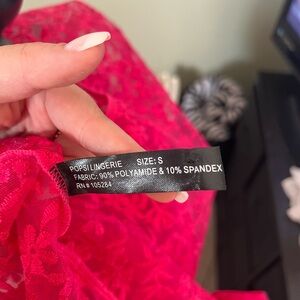 POPSI LINGERIE SIZE: S
FABRIC: 90% POLYAMIDE & 10% SPANDEX
RN# 105284